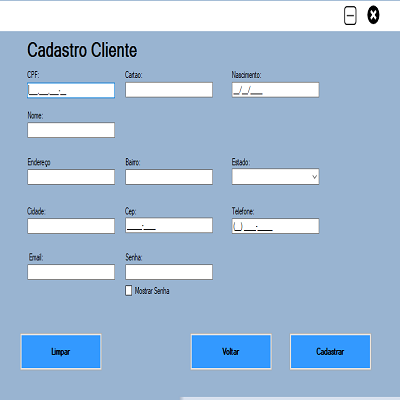 Cadastro Cliente
CPF: Cartao: Nascimento:
___.___.___-__ __/__/____
Nome:
Endereço Bairro: Estado:
Cidade: Cep: Telefone:
_____-___ (__) ____-_____
Email: Senha:
Mostrar Senha
Limpar Voltar Cadastrar